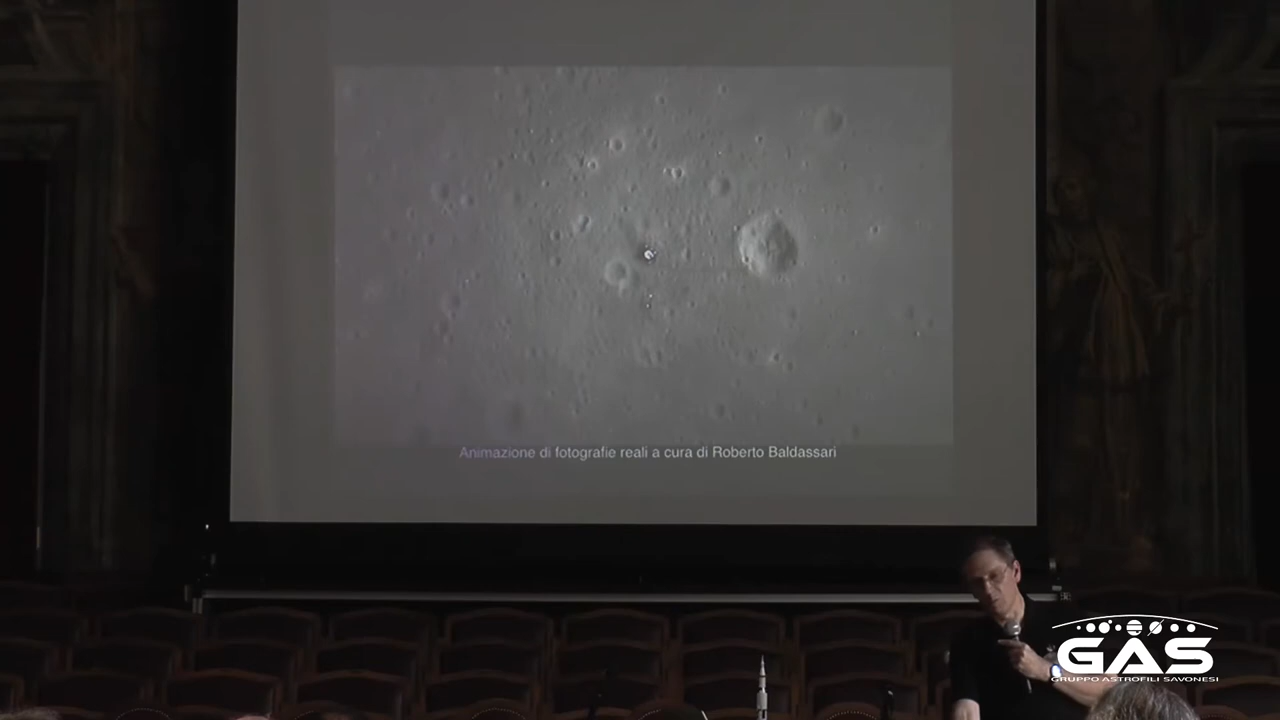 Animazione di fotografie reali a cura di Roberto Baldassari
GAS
GRUPPO ASTROFILI SAVONESI